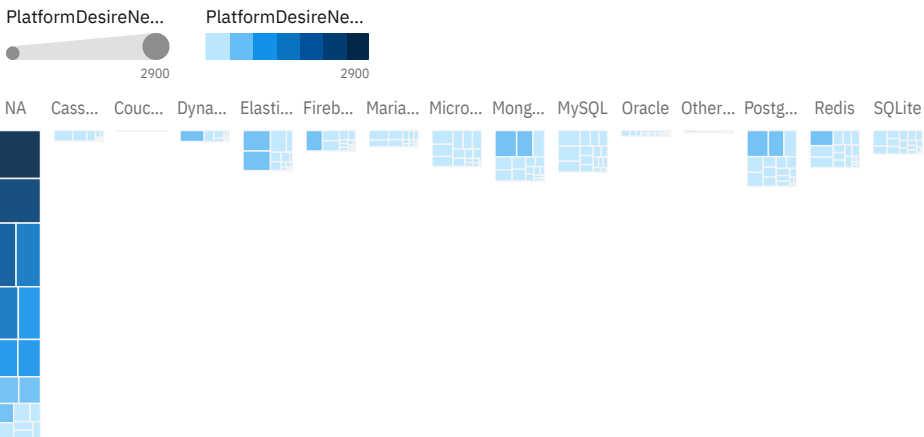 PlatformDesireNe... PlatformDesireNe...
2900 2900
NA Cass... Couc... Dyna... Elasti... Fireb... Maria... Micro... Mong... MySQL Oracle Other... Postg... Redis SQLite